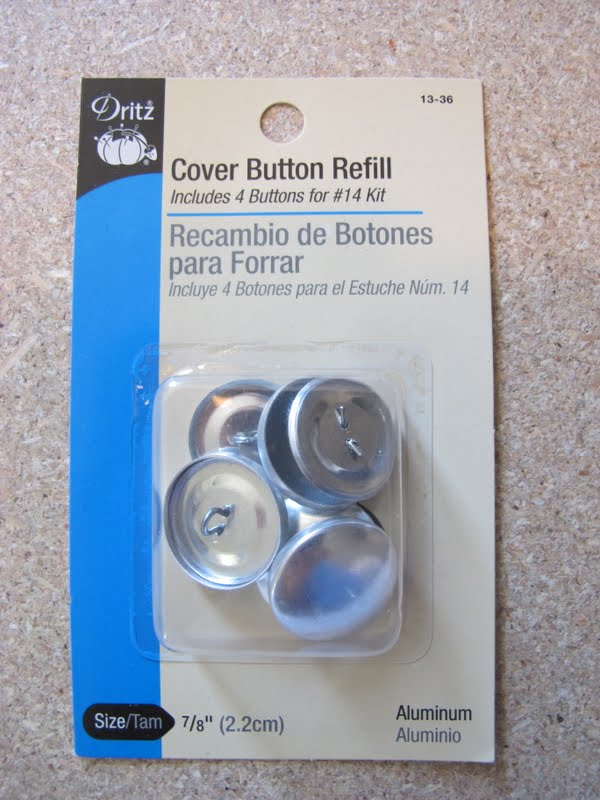 Dritz®
13-36
Cover Button Refill
Includes 4 Buttons for #14 Kit
Recambio de Botones
para Forrar
Incluye 4 Botones para el Estuche Núm. 14
Size/Tam 7/8" (2.2cm)
Aluminum
Aluminio